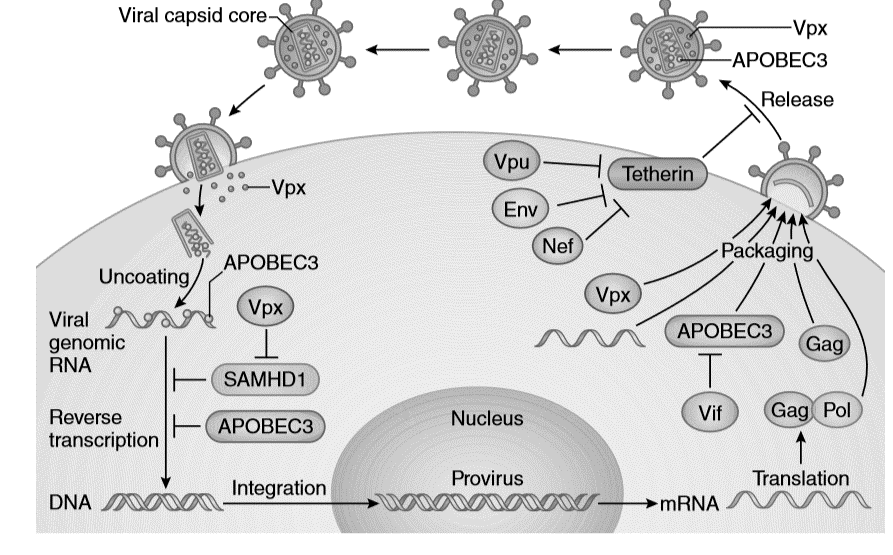 Viral capsid core
Vpx
APOBEC3
Release
Vpu
Tetherin
Env
Nef
Vpx
Packaging
Uncoating
APOBEC3
Vpx
Vpx
APOBEC3
Gag
Viral
genomic
RNA
SAMHD1
Reverse
transcription
APOBEC3
Nucleus
Vif
Gag
Pol
DNA
Integration
Provirus
mRNA
Translation